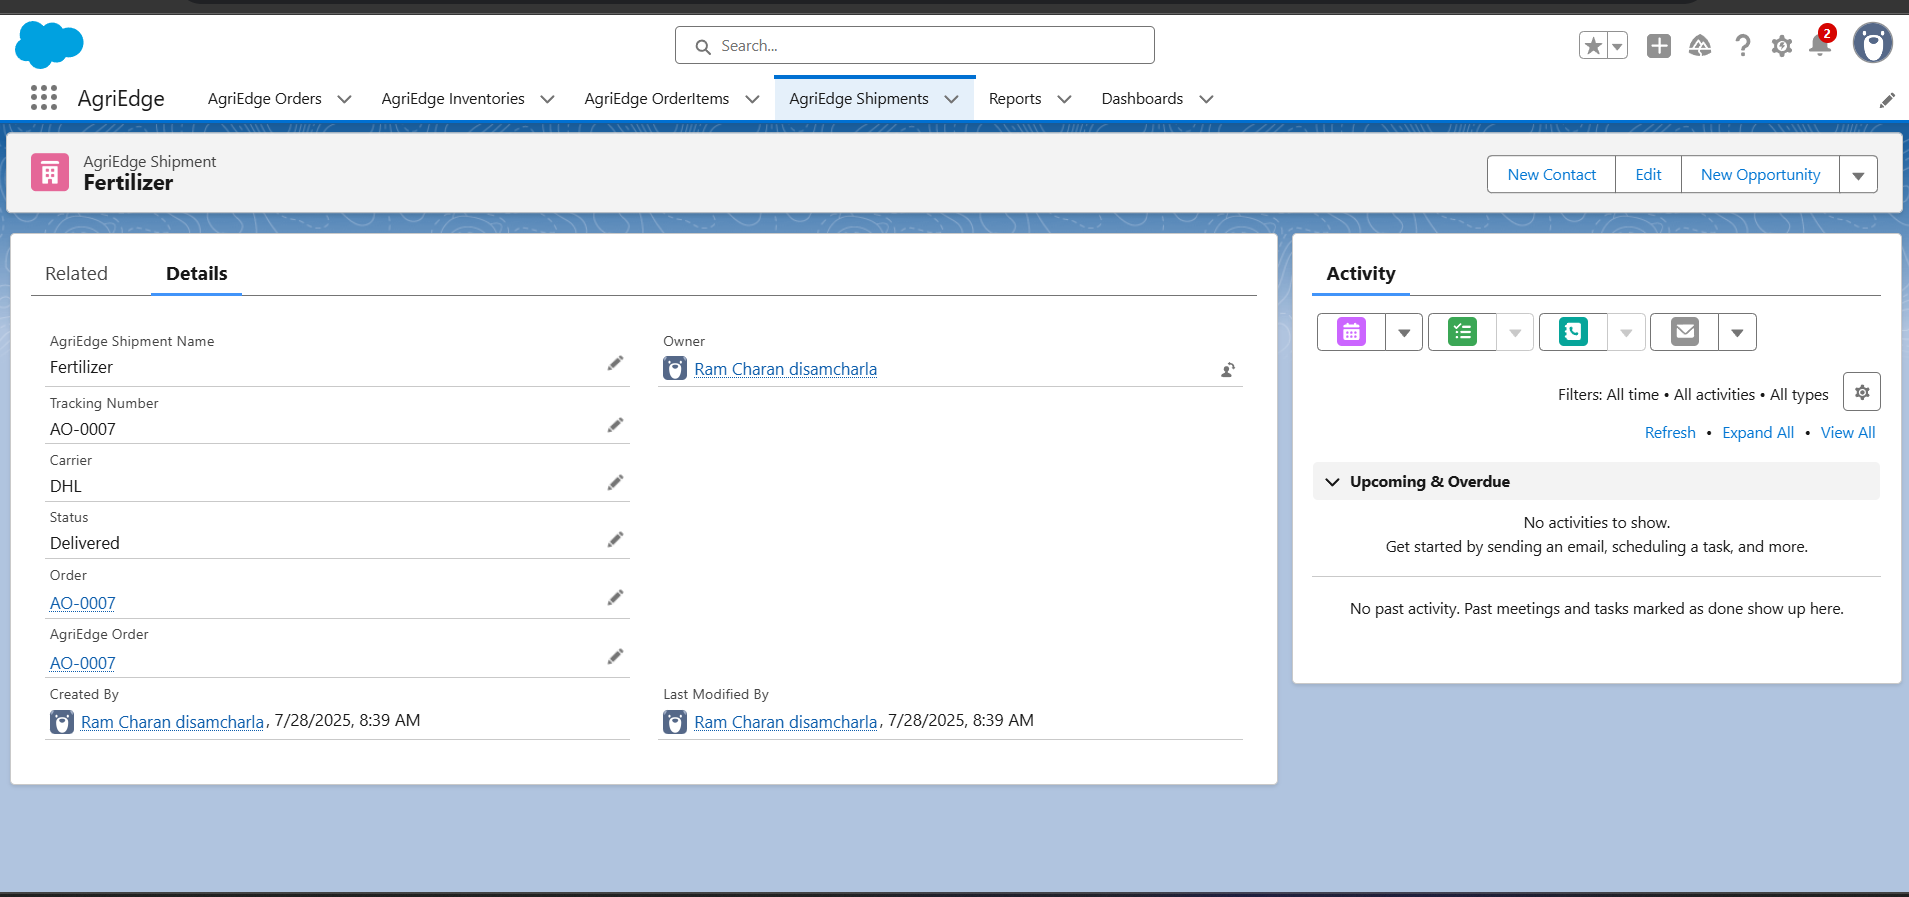 Search...
2
AgriEdge
AgriEdge Orders
AgriEdge Inventories
AgriEdge OrderItems
AgriEdge Shipments
Reports
Dashboards
AgriEdge Shipment
Fertilizer
New Contact
Edit
New Opportunity
Related
Details
AgriEdge Shipment Name
Fertilizer
Owner
Ram Charan disamcharla
Tracking Number
AO-0007
Carrier
DHL
Status
Delivered
Order
AO-0007
AgriEdge Order
AO-0007
Created By
Ram Charan disamcharla, 7/28/2025, 8:39 AM
Last Modified By
Ram Charan disamcharla, 7/28/2025, 8:39 AM
Activity
Filters: All time • All activities • All types
Refresh • Expand All • View All
Upcoming & Overdue
No activities to show.
Get started by sending an email, scheduling a task, and more.
No past activity. Past meetings and tasks marked as done show up here.